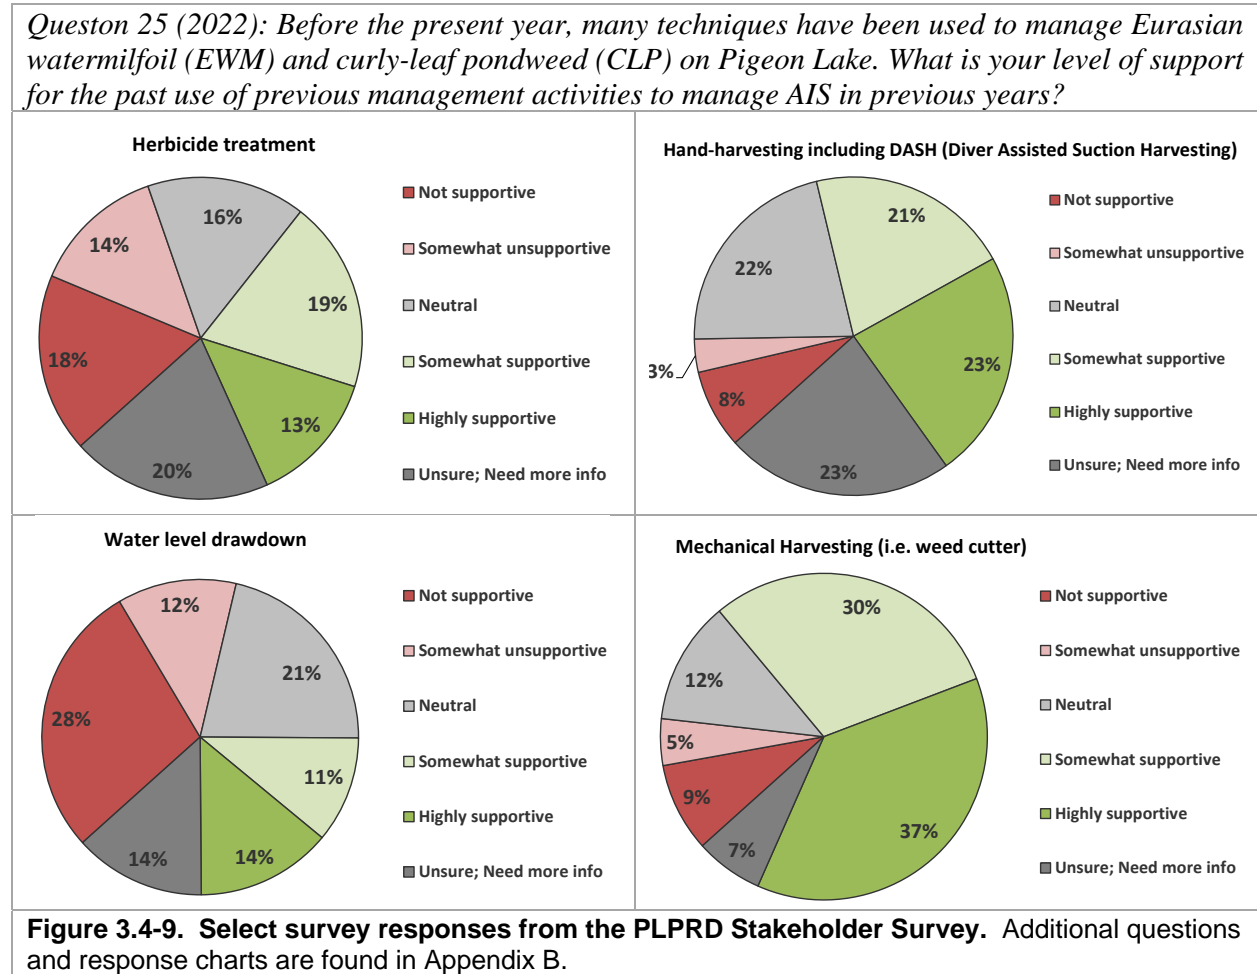 Queston 25 (2022): Before the present year, many techniques have been used to manage Eurasian
watermilfoil (EWM) and curly-leaf pondweed (CLP) on Pigeon Lake. What is your level of support
for the past use of previous management activities to manage AIS in previous years?
Herbicide treatment
16%
14%
19%
18%
13%
20%
Not supportive
Somewhat unsupportive
Neutral
Somewhat supportive
Highly supportive
Unsure; Need more info
Hand-harvesting including DASH (Diver Assisted Suction Harvesting)
21%
22%
23%
3%
8%
23%
Not supportive
Somewhat unsupportive
Neutral
Somewhat supportive
Highly supportive
Unsure; Need more info
Water level drawdown
12%
21%
28%
11%
14%
14%
Not supportive
Somewhat unsupportive
Neutral
Somewhat supportive
Highly supportive
Unsure; Need more info
Mechanical Harvesting (i.e. weed cutter)
30%
12%
5%
9%
37%
7%
Not supportive
Somewhat unsupportive
Neutral
Somewhat supportive
Highly supportive
Unsure; Need more info
Figure 3.4-9. Select survey responses from the PLPRD Stakeholder Survey. Additional questions
and response charts are found in Appendix B.